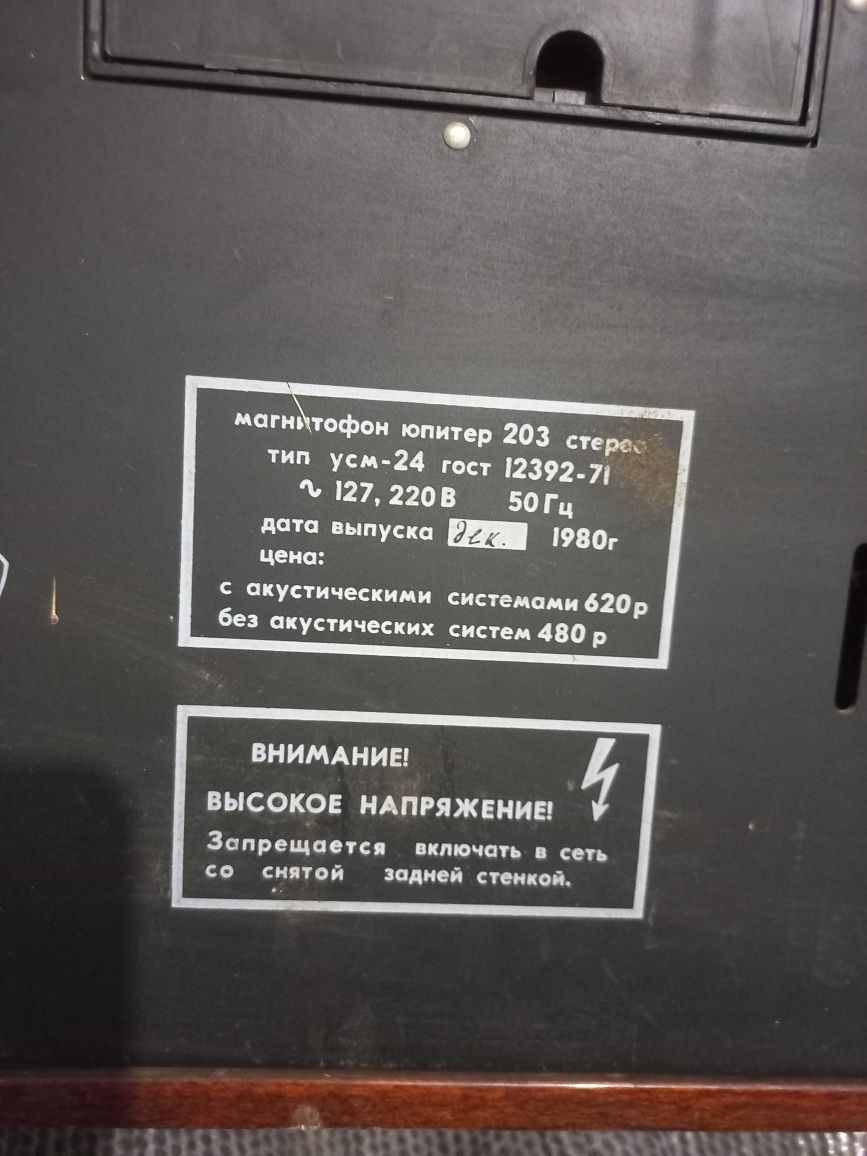 магнитофон юпитер 203 стерео
тип усм-24 гост 12392-71
∿ 127, 220 В 50 Гц
дата выпуска дек. 1980г
цена:
с акустическими системами 620 р
без акустических систем 480 р
ВНИМАНИЕ!
ВЫСОКОЕ НАПРЯЖЕНИЕ!
Запрещается включать в сеть
со снятой задней стенкой.